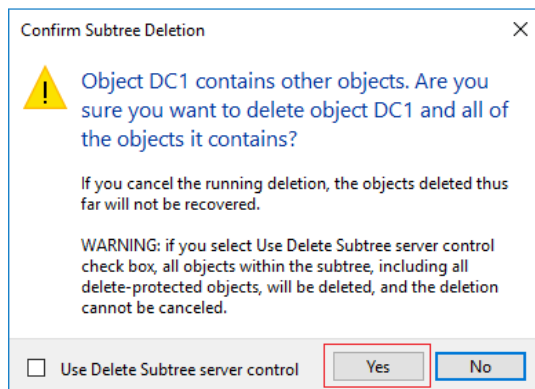 Confirm Subtree Deletion
Object DC1 contains other objects. Are you
sure you want to delete object DC1 and all of
the objects it contains?
If you cancel the running deletion, the objects deleted thus
far will not be recovered.
WARNING: if you select Use Delete Subtree server control
check box, all objects within the subtree, including all
delete-protected objects, will be deleted, and the deletion
cannot be canceled.
Use Delete Subtree server control
Yes
No